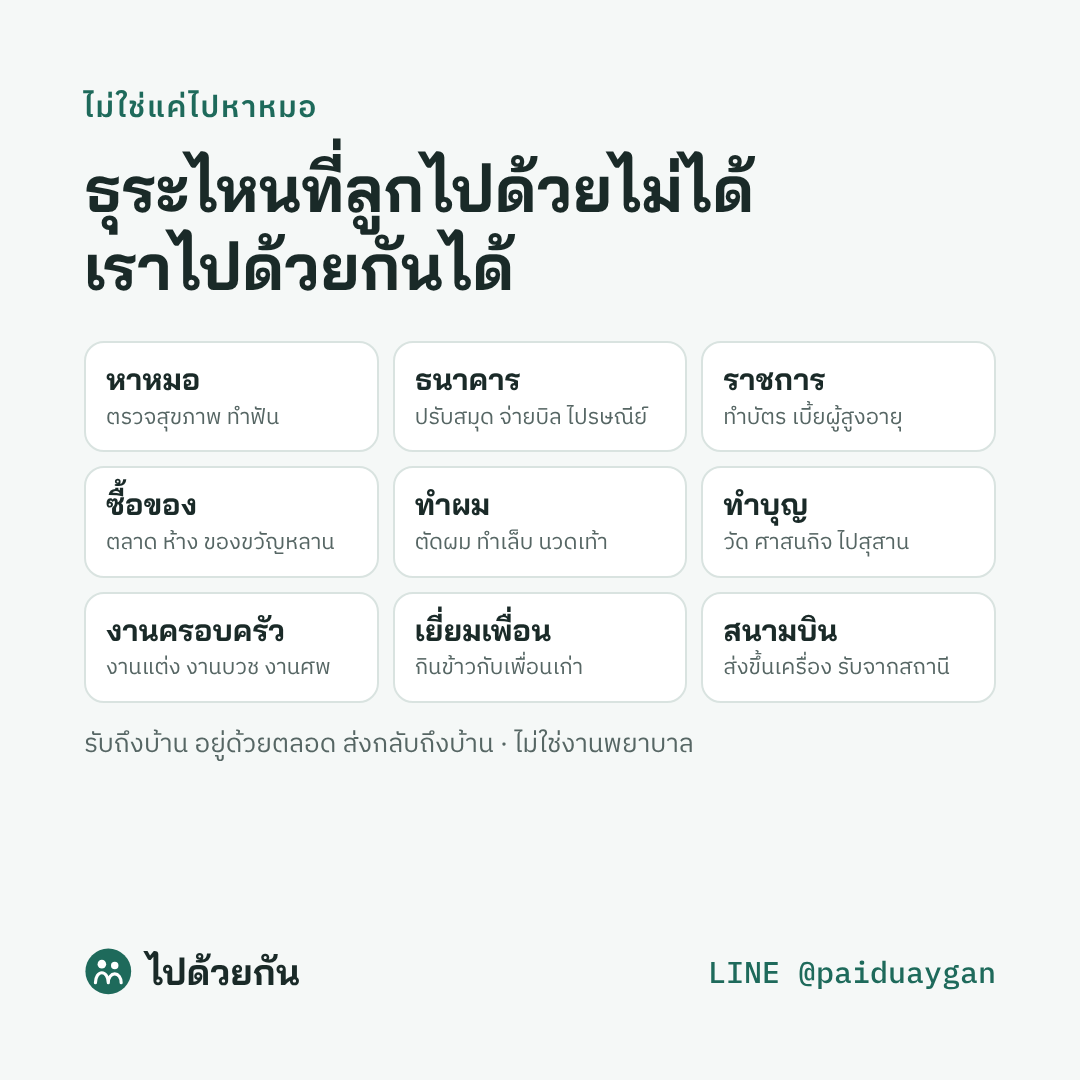 ไม่ใช่แค่ไปหาหมอ
ธุระไหนที่ลูกไปด้วยไม่ได้
เราไปด้วยกันได้
หาหมอ
ตรวจสุขภาพ ทำฟัน
ธนาคาร
ปรับสมุด จ่ายบิล ไปรษณีย์
ราชการ
ทำบัตร เบี้ยผู้สูงอายุ
ซื้อของ
ตลาด ห้าง ของขวัญหลาน
ทำผม
ตัดผม ทำเล็บ นวดเท้า
ทำบุญ
วัด ศาสนกิจ ไปสุสาน
งานครอบครัว
งานแต่ง งานบวช งานศพ
เยี่ยมเพื่อน
กินข้าวกับเพื่อนเก่า
สนามบิน
ส่งขึ้นเครื่อง รับจากสถานี
รับถึงบ้าน อยู่ด้วยตลอด ส่งกลับถึงบ้าน · ไม่ใช่งานพยาบาล
ไปด้วยกัน
LINE @paiduaygan